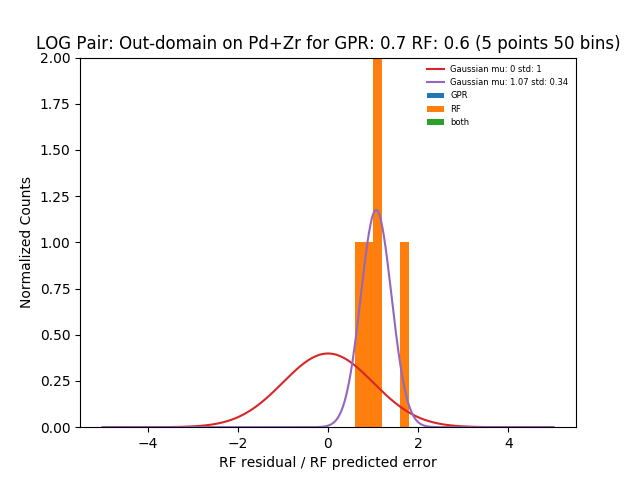 LOG Pair: Out-domain on Pd+Zr for GPR: 0.7 RF: 0.6 (5 points 50 bins)
2.00
1.75
1.50
1.25
1.00
0.75
0.50
0.25
0.00
Normalized Counts
Gaussian mu: 0 std: 1
Gaussian mu: 1.07 std: 0.34
GPR
RF
both
−4
−2
0
2
4
RF residual / RF predicted error